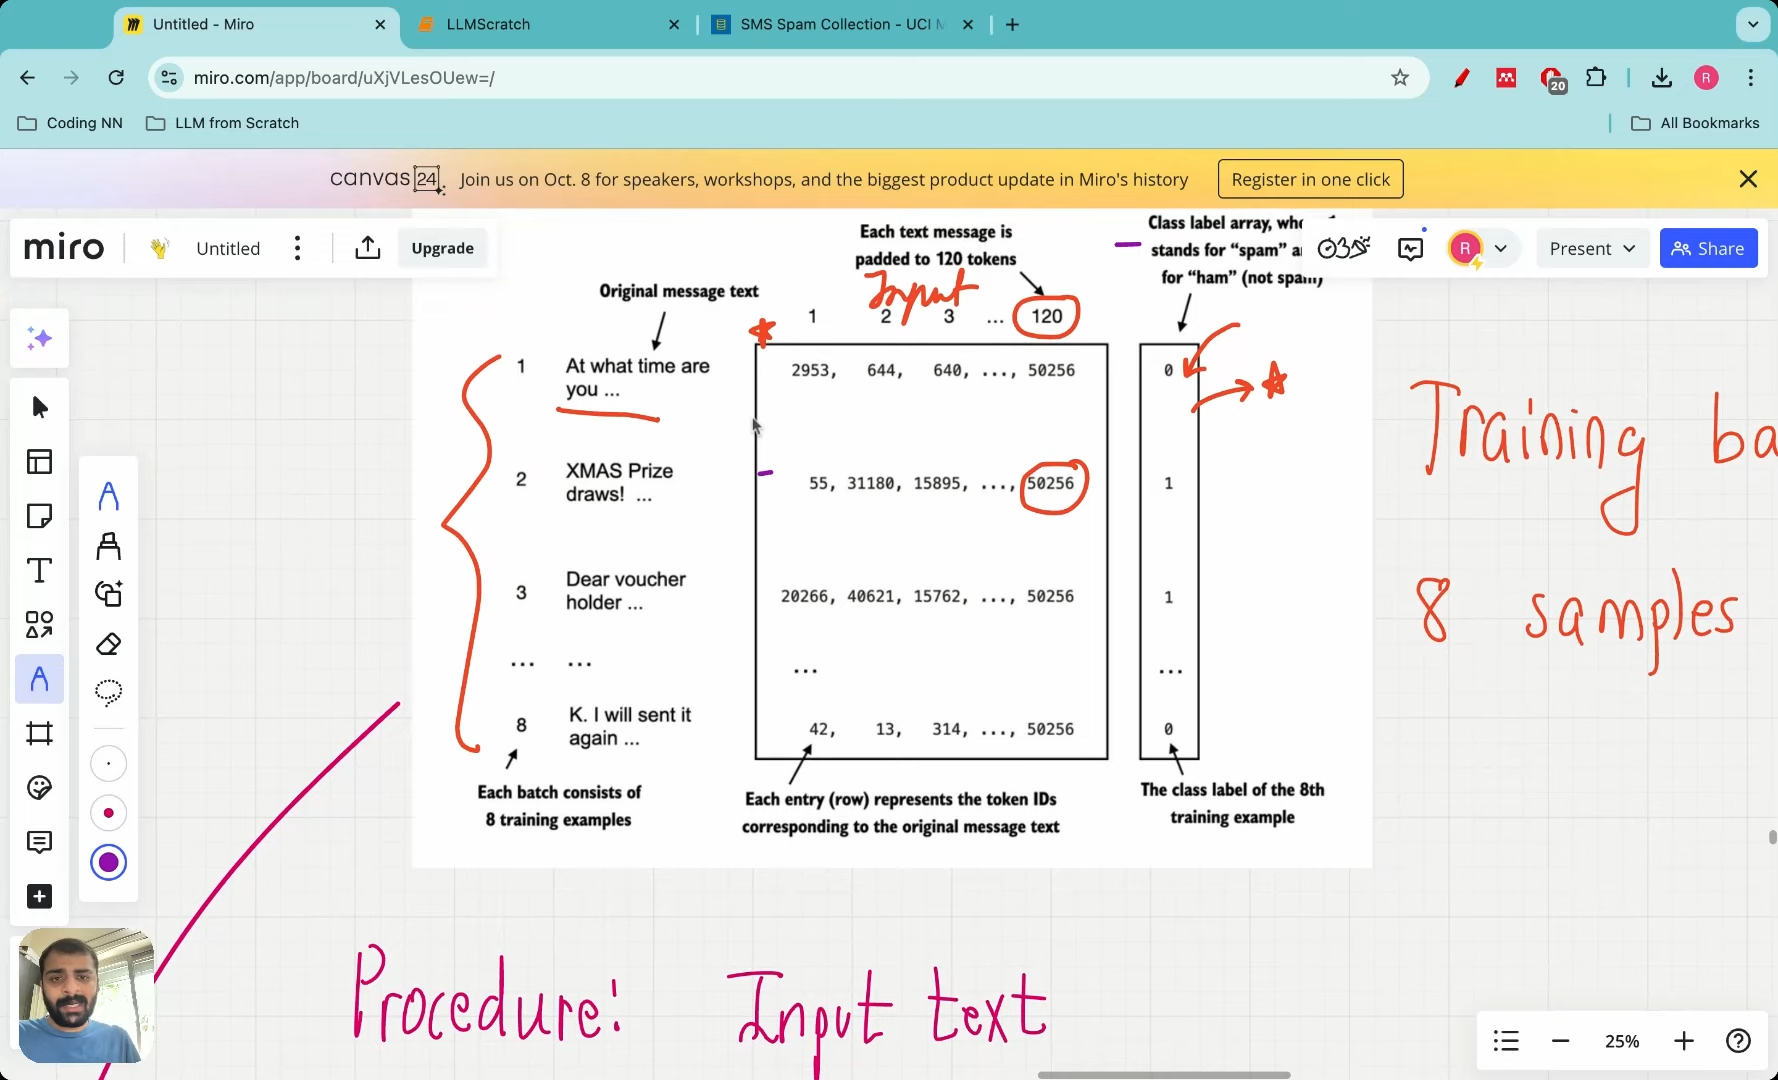 Untitled - Miro
LLMScratch
SMS Spam Collection - UCI M
miro.com/app/board/uXjVLesOUew=/
20
R
Coding NN
LLM from Scratch
All Bookmarks
canvas 24
Join us on Oct. 8 for speakers, workshops, and the biggest product update in Miro's history
Register in one click
miro
Untitled
Upgrade
R
Present
Share
Each text message is
padded to 120 tokens
Class label array, whe
stands for “spam” a
for “ham” (not spam)
Original message text
Input
1 2 3 ... 120
1 At what time are
you ...
2953, 644, 640, ..., 50256
0
2 XMAS Prize
draws! ...
55, 31180, 15895, ..., 50256
1
3 Dear voucher
holder ...
20266, 40621, 15762, ..., 50256
1
... ... ... ...
8 K. I will sent it
again ...
42, 13, 314, ..., 50256
0
Each batch consists of
8 training examples
Each entry (row) represents the token IDs
corresponding to the original message text
The class label of the 8th
training example
Training ba
8 samples
Procedure: Input text
25%